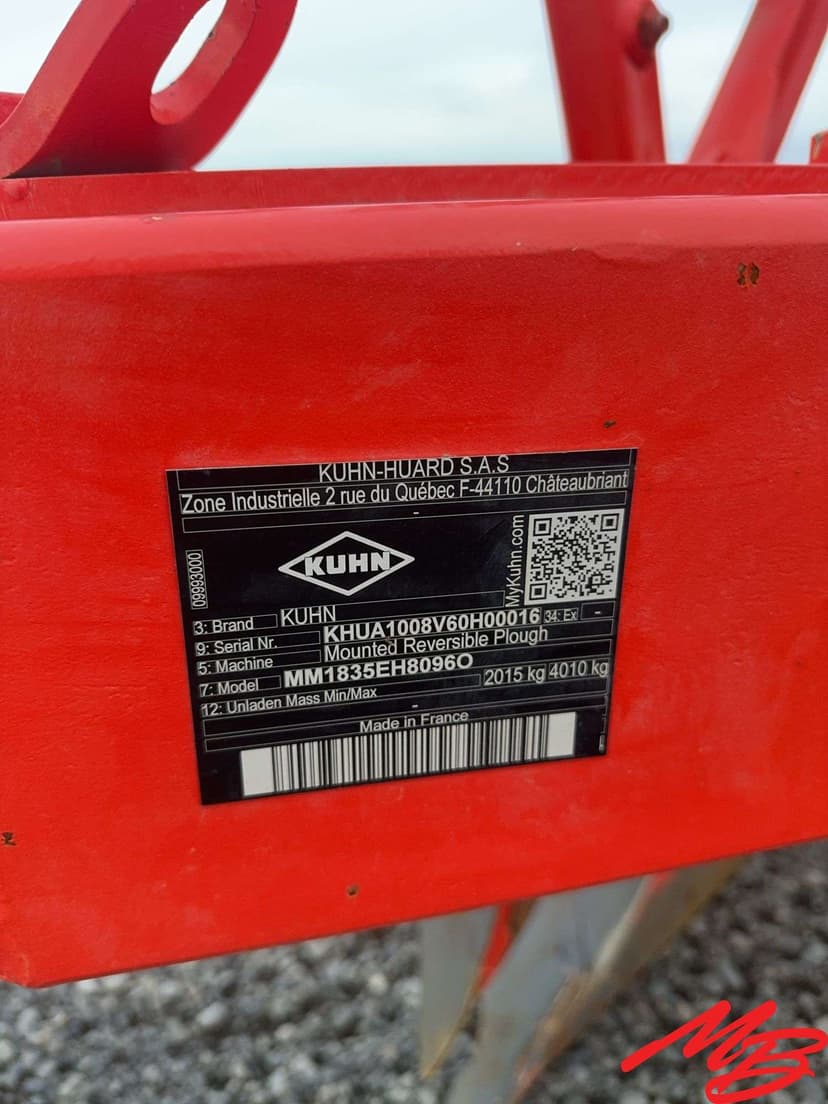 KUHN-HUARD S.A.S
Zone Industrielle 2 rue du Québec F-44110 Châteaubriant
-
09993000
KUHN
MyKuhn.com
3: Brand KUHN
9: Serial Nr. KHUA1008V60H00016 34: Ex -
5: Machine Mounted Reversible Plough
7: Model MM1835EH8096O
12: Unladen Mass Min/Max 2015 kg 4010 kg
-
Made in France
MB